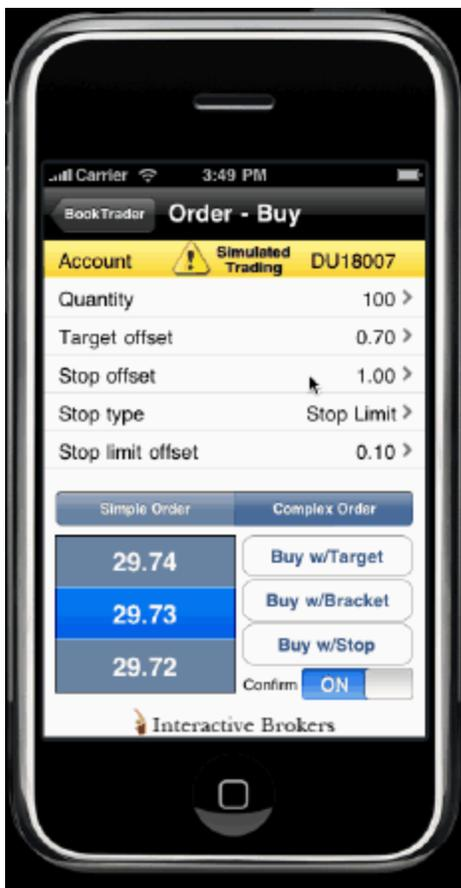 Carrier 3:49 PM
BookTrader Order - Buy
Account Simulated Trading DU18007
Quantity 100
Target offset 0.70
Stop offset 1.00
Stop type Stop Limit
Stop limit offset 0.10
Simple Order Complex Order
29.74 Buy w/Target
29.73 Buy w/Bracket
29.72 Buy w/Stop
Confirm ON
Interactive Brokers